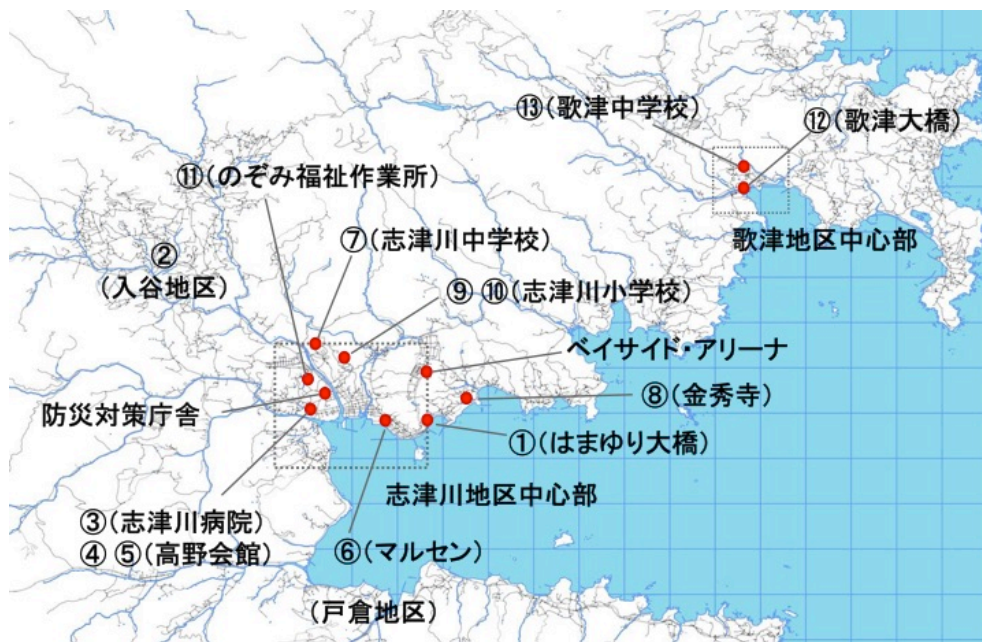 ⑬(歌津中学校)
⑫(歌津大橋)
⑪(のぞみ福祉作業所)
歌津地区中心部
⑦(志津川中学校)
②
(入谷地区)
⑨ ⑩(志津川小学校)
ベイサイド・アリーナ
⑧(金秀寺)
防災対策庁舎
①(はまゆり大橋)
志津川地区中心部
③(志津川病院)
④ ⑤(高野会館)
⑥(マルセン)
(戸倉地区)